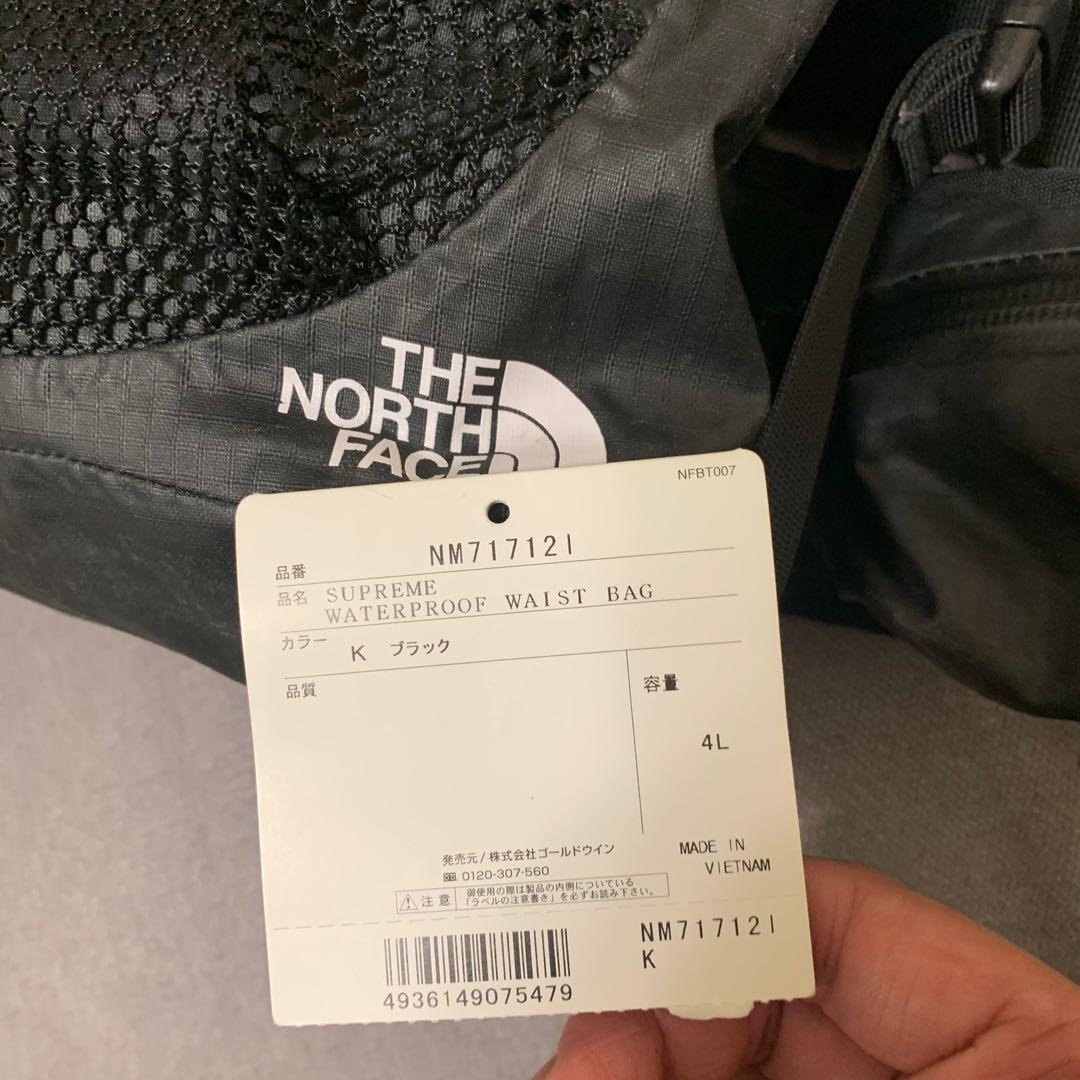 THE
NORTH
FACE
NFBT007
品番 NM71712I
品名 SUPREME
WATERPROOF WAIST BAG
カラー K ブラック
品質
容量
4L
発売元/株式会社ゴールドウイン
0120-307-560
MADE IN
VIETNAM
注意
御使用の際は製品の内側についている
「ラベルの注意書き」を必ずお読み下さい。
NM71712I
K
4936149075479